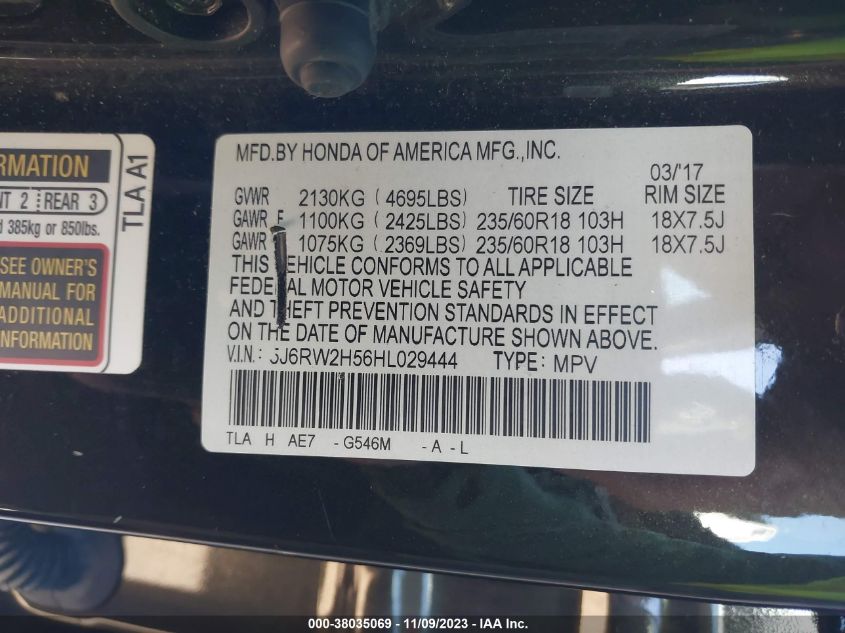 RMATION
NT 2 REAR 3
d 385kg or 850lbs.
SEE OWNER'S
MANUAL FOR
ADDITIONAL
INFORMATION
TLA A1
MFD.BY HONDA OF AMERICA MFG.,INC.
03/'17
GVWR 2130KG (4695LBS) TIRE SIZE RIM SIZE
GAWR F 1100KG (2425LBS) 235/60R18 103H 18X7.5J
GAWR 1075KG (2369LBS) 235/60R18 103H 18X7.5J
THIS VEHICLE CONFORMS TO ALL APPLICABLE
FEDERAL MOTOR VEHICLE SAFETY
AND THEFT PREVENTION STANDARDS IN EFFECT
ON THE DATE OF MANUFACTURE SHOWN ABOVE.
V.I.N.: 5J6RW2H56HL029444 TYPE: MPV
TLA H AE7 - G546M - A - L
000-38035069 - 11/09/2023 - IAA Inc.